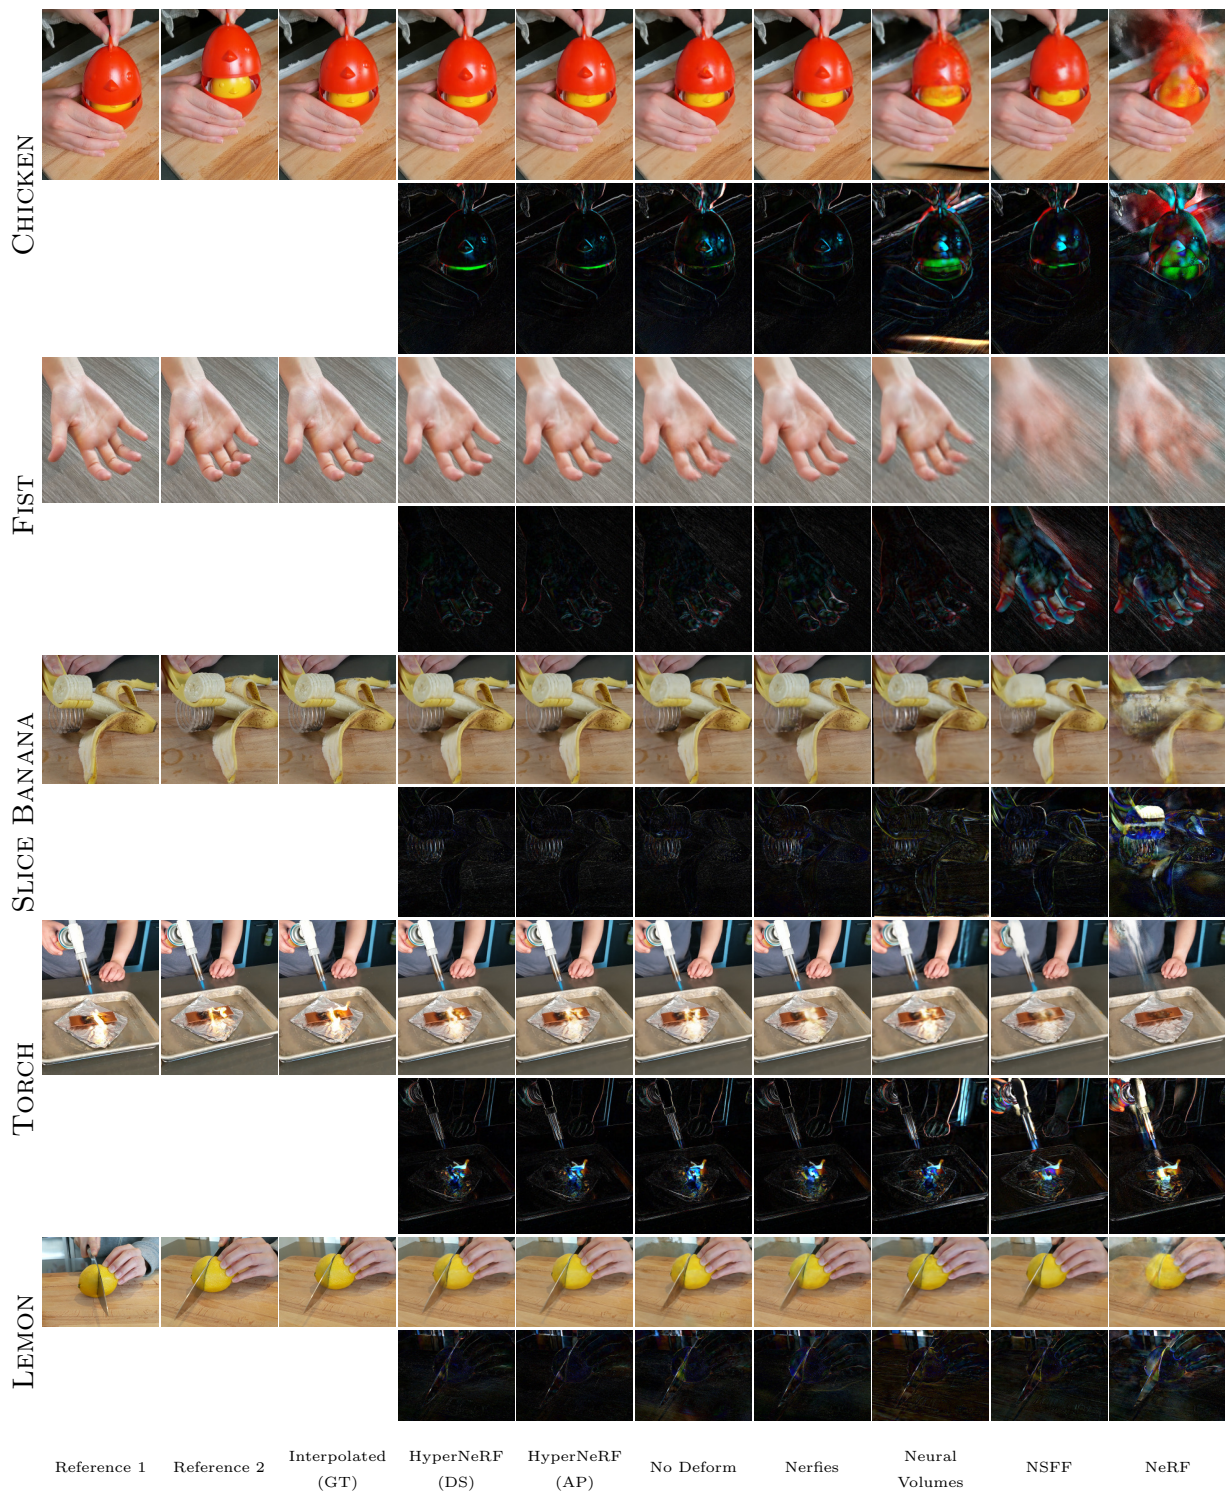 CHICKEN
FIST
SLICE BANANA
TORCH
LEMON
Reference 1
Reference 2
Interpolated
(GT)
HyperNeRF
(DS)
HyperNeRF
(AP)
No Deform
Nerfies
Neural
Volumes
NSFF
NeRF